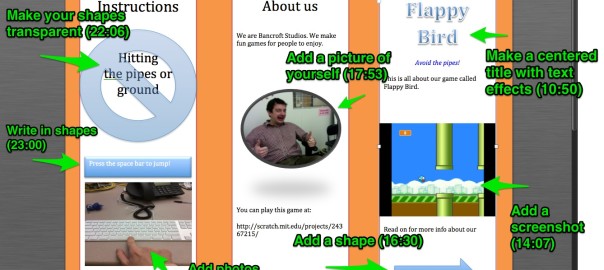 Make your shapes
transparent (22:06)
Instructions
Hitting
the pipes or
ground
Write in shapes
(23:00)
Press the space bar to jump!
Add photos
About us
We are Bancroft Studios. We make
fun games for people to enjoy.
Add a picture of
yourself (17:53)
You can play this game at:
http://scratch.mit.edu/projects/243
67215/
Add a shape (16:30)
Flappy
Bird
Make a centered
title with text
effects (10:50)
Avoid the pipes!
This is all about our game called
Flappy Bird.
Add a
screenshot
(14:07)
Read on for more info about our